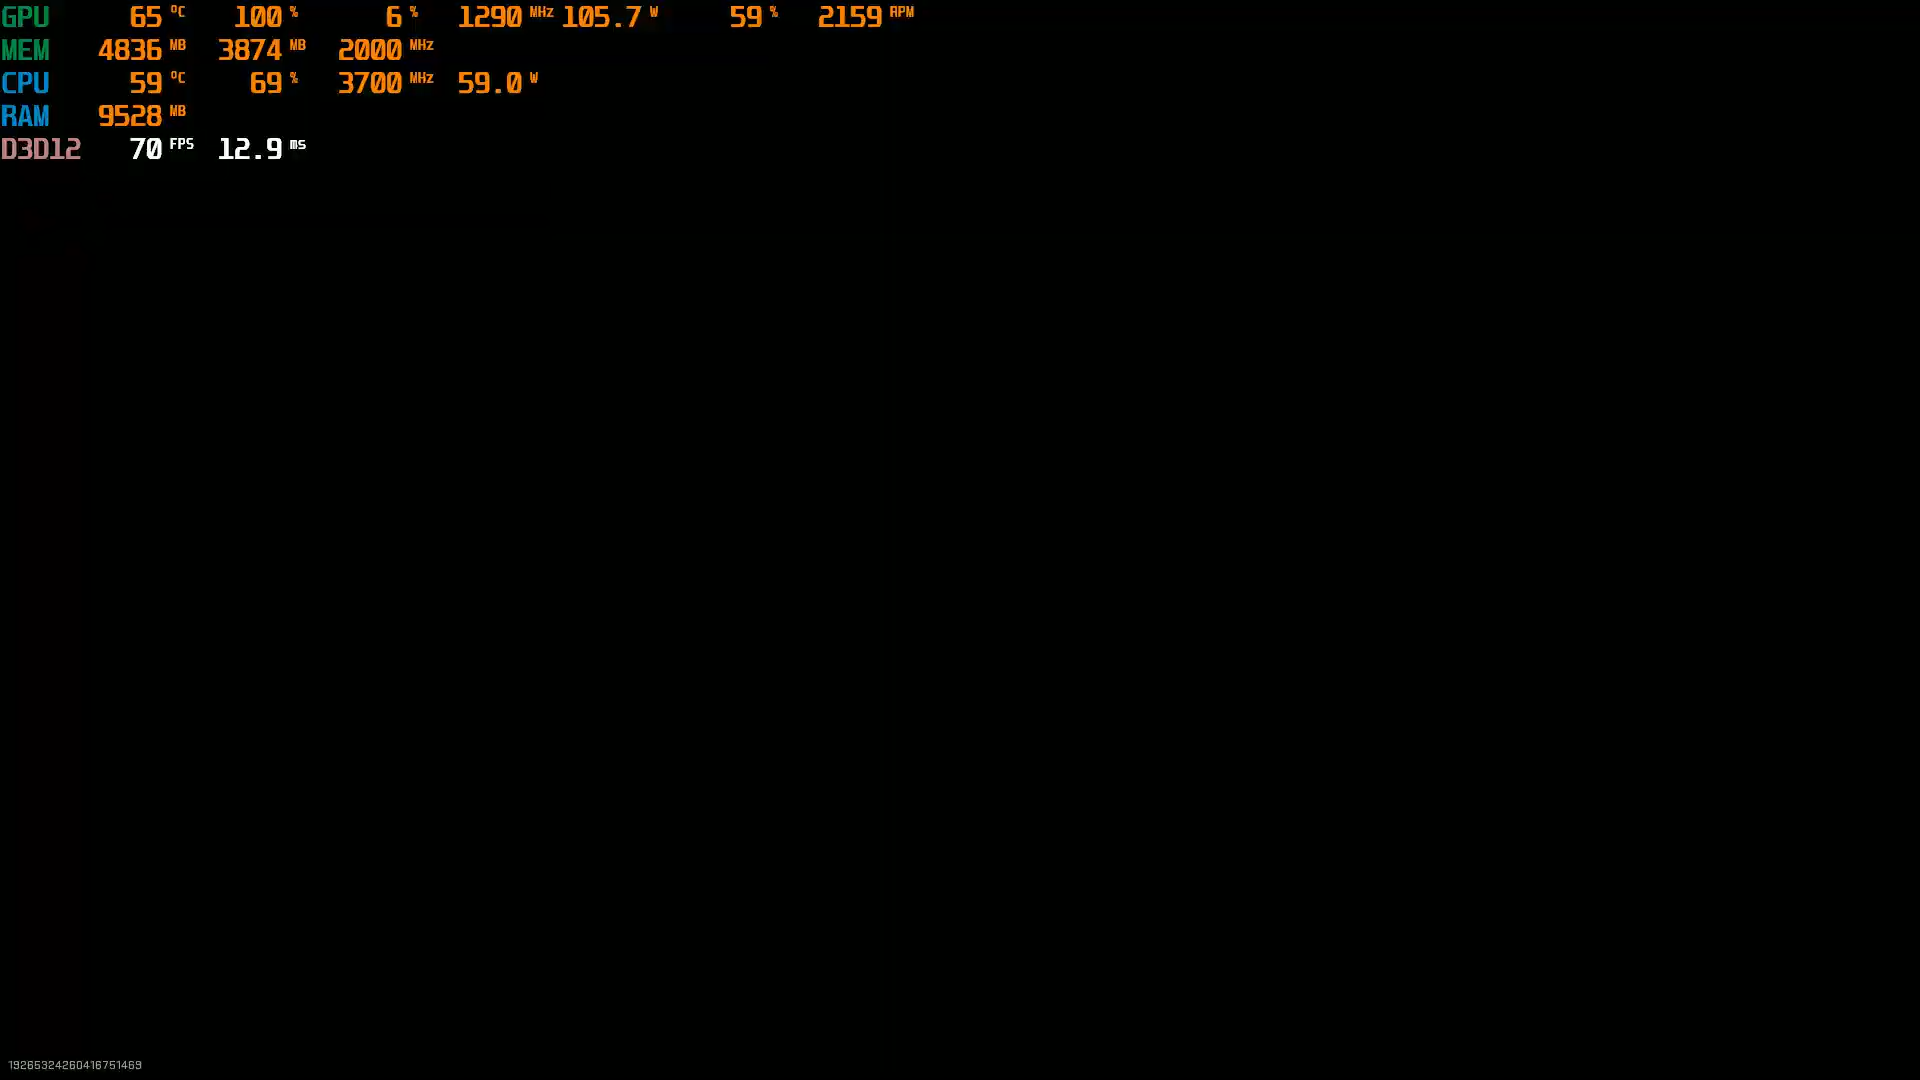 GPU 65 °C 100 % 6 % 1290 MHz 105.7 W 59 % 2159 RPM
MEM 4836 MB 3874 MB 2000 MHz
CPU 59 °C 69 % 3700 MHz 59.0 W
RAM 9528 MB
D3D12 70 FPS 12.9 ms
19265324260416751469